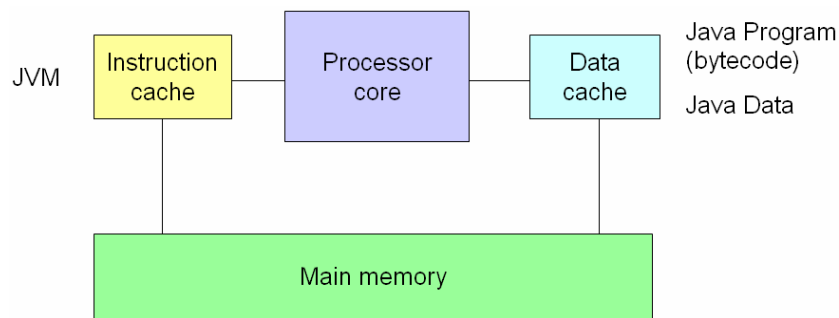 JVM
Instruction
cache
Processor
core
Data
cache
Java Program
(bytecode)
Java Data
Main memory